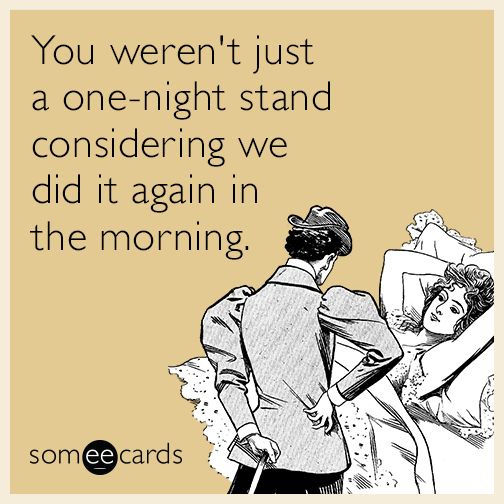 You weren't just
a one-night stand
considering we
did it again in
the morning.
someecards